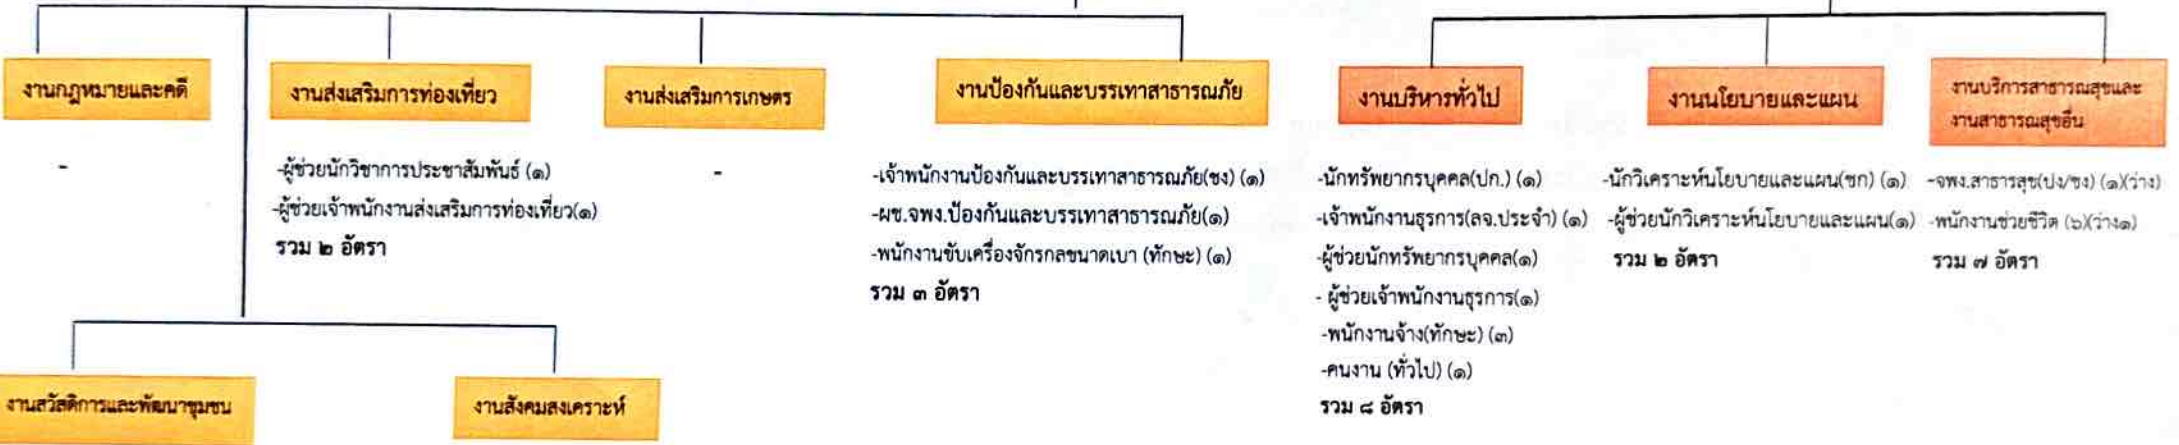 งานกฎหมายและคดี
-
งานส่งเสริมการท่องเที่ยว
-ผู้ช่วยนักวิชาการประชาสัมพันธ์ (๑)
-ผู้ช่วยเจ้าพนักงานส่งเสริมการท่องเที่ยว(๑)
รวม ๒ อัตรา
งานส่งเสริมการเกษตร
-
งานป้องกันและบรรเทาสาธารณภัย
-เจ้าพนักงานป้องกันและบรรเทาสาธารณภัย(ชง) (๑)
-ผช.จพง.ป้องกันและบรรเทาสาธารณภัย(๑)
-พนักงานขับเครื่องจักรกลขนาดเบา (ทักษะ) (๑)
รวม ๓ อัตรา
งานบริหารทั่วไป
-นักทรัพยากรบุคคล(ปก.) (๑)
-เจ้าพนักงานธุรการ(ลจ.ประจำ) (๑)
-ผู้ช่วยนักทรัพยากรบุคคล(๑)
- ผู้ช่วยเจ้าพนักงานธุรการ(๑)
-พนักงานจ้าง(ทักษะ) (๓)
-คนงาน (ทั่วไป) (๑)
รวม ๘ อัตรา
งานนโยบายและแผน
-นักวิเคราะห์นโยบายและแผน(ชก) (๑)
-ผู้ช่วยนักวิเคราะห์นโยบายและแผน(๑)
รวม ๒ อัตรา
งานบริการสาธารณสุขและ
งานสาธารณสุขอื่น
-จพง.สาธารสุข(ปง/ชง) (๑)(ว่าง)
-พนักงานช่วยชีวิต (๖)(ว่าง๑)
รวม ๗ อัตรา
งานสวัสดิการและพัฒนาชุมชน
งานสังคมสงเคราะห์